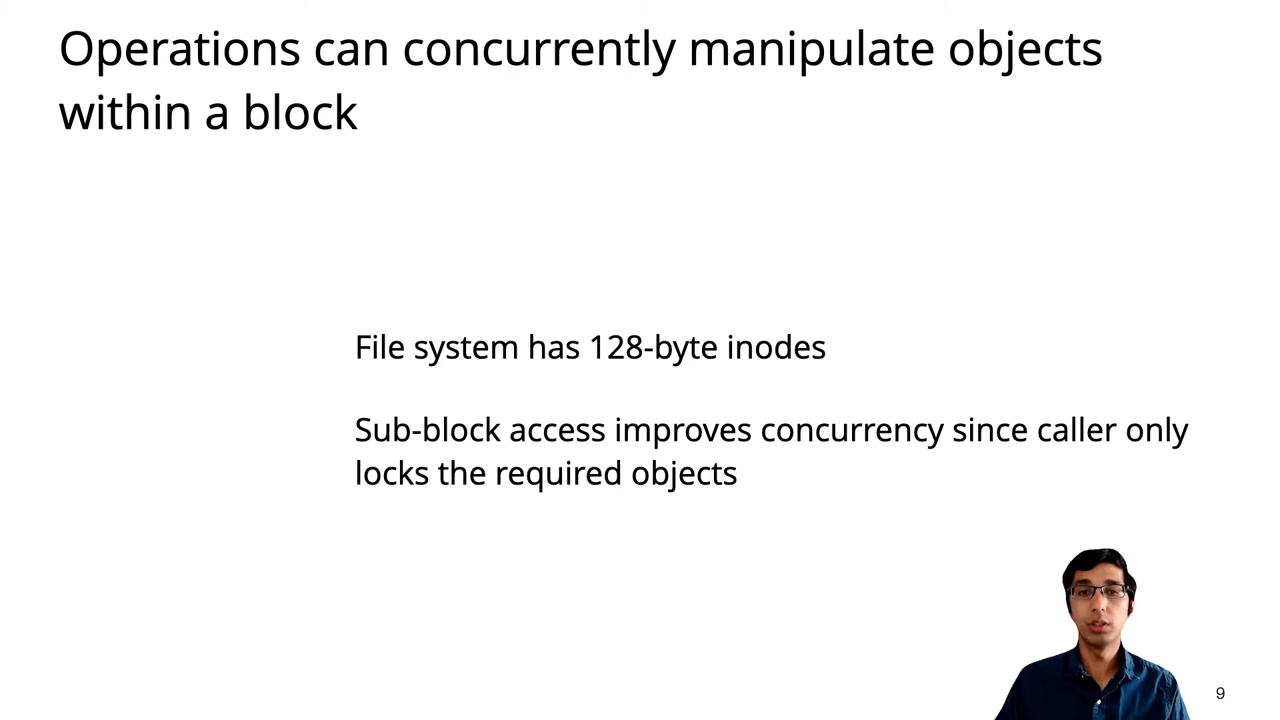 Operations can concurrently manipulate objects
within a block
File system has 128-byte inodes
Sub-block access improves concurrency since caller only
locks the required objects
9